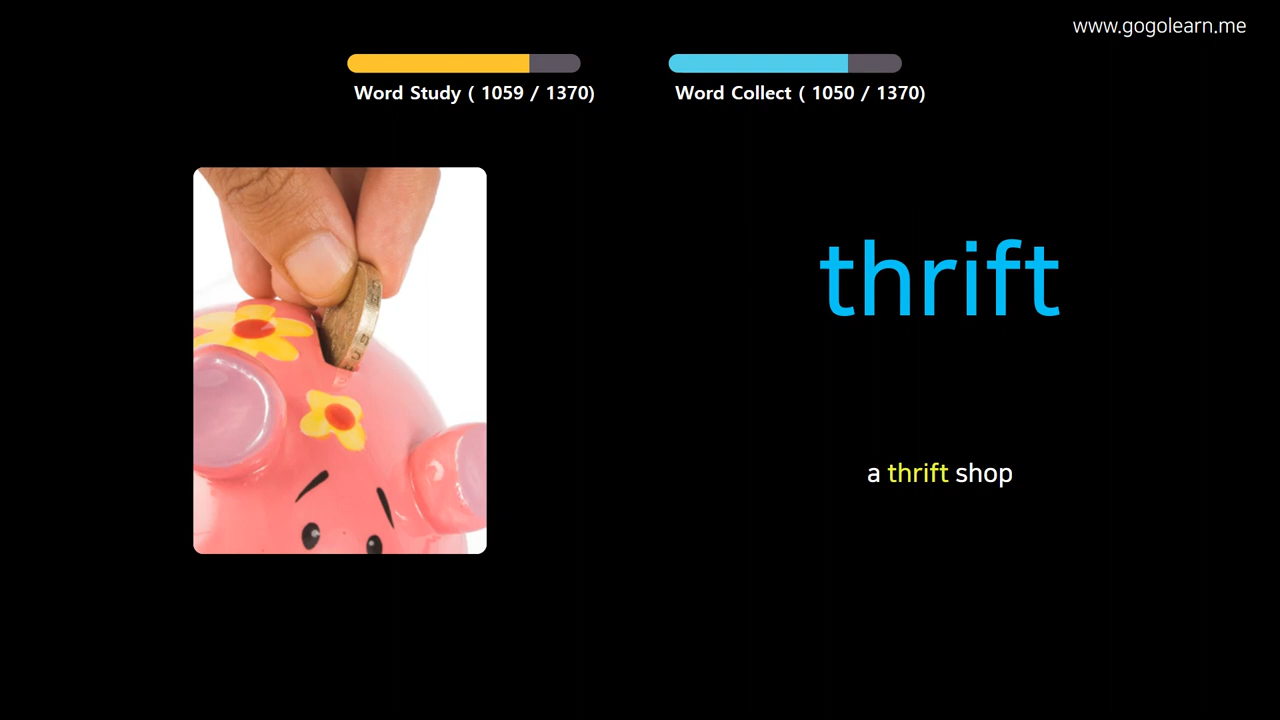 www.gogolearn.me
Word Study ( 1059 / 1370)
Word Collect ( 1050 / 1370)
thrift
a thrift shop